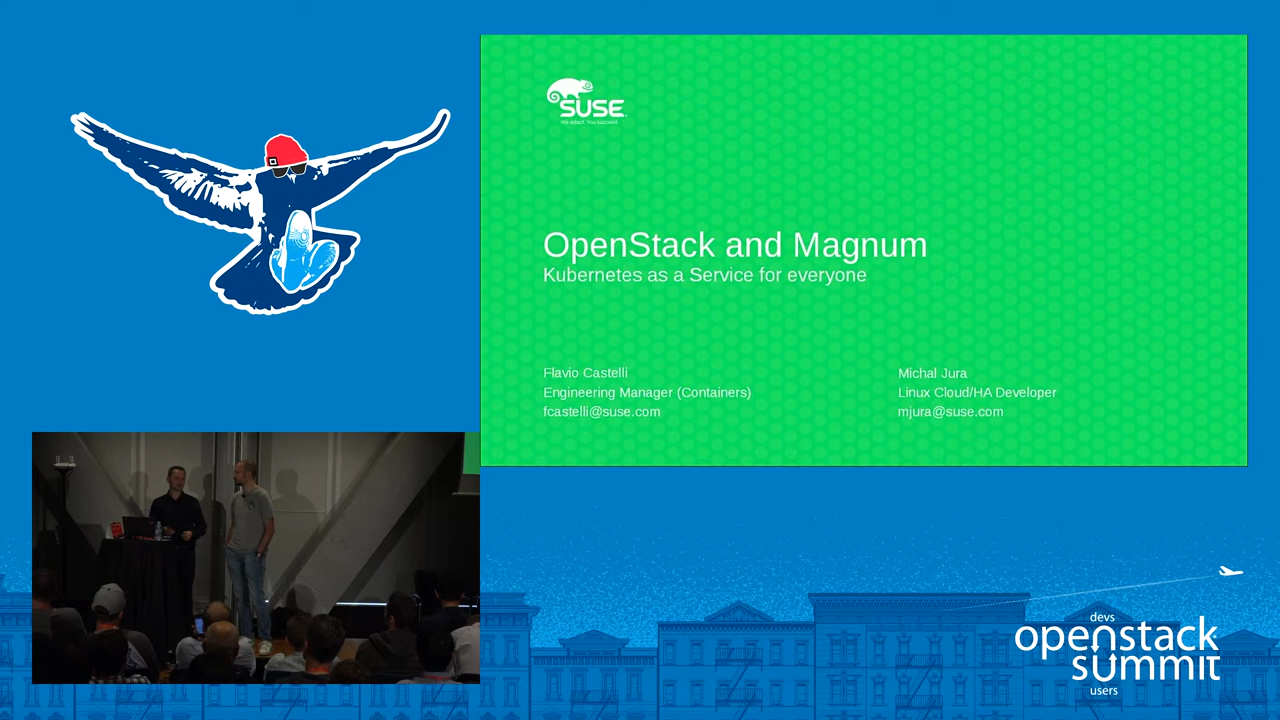 SUSE
We adapt. You succeed.
OpenStack and Magnum
Kubernetes as a Service for everyone
Flavio Castelli
Engineering Manager (Containers)
fcastelli@suse.com
Michal Jura
Linux Cloud/HA Developer
mjura@suse.com
devs
openstack
summit
users